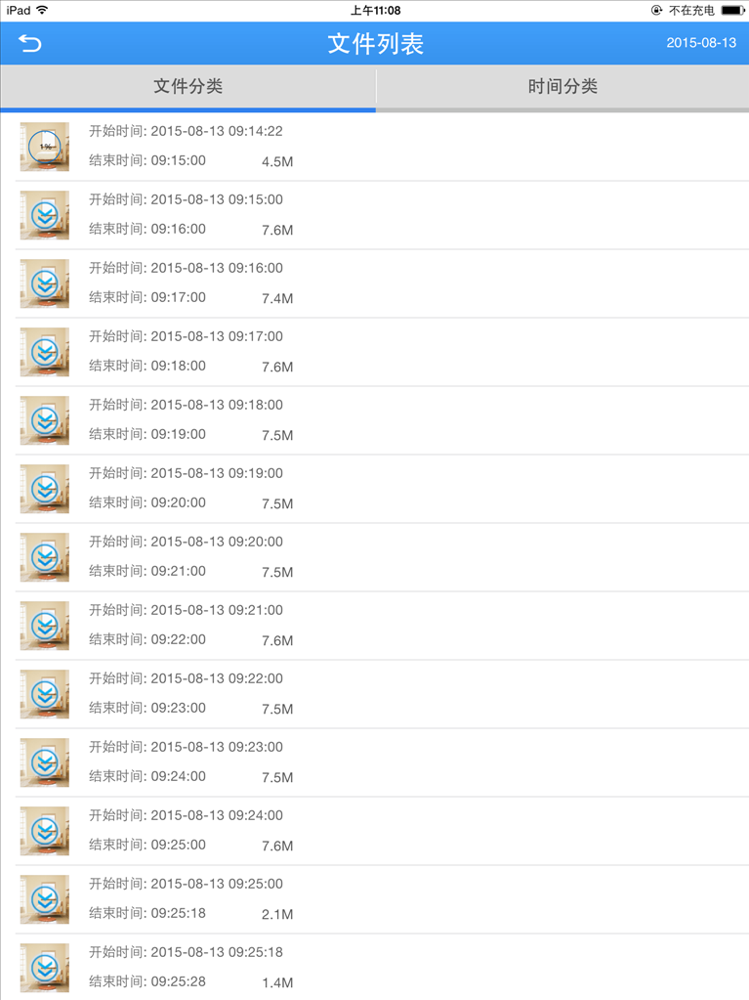 iPad 上午11:08 不在充电
文件列表 2015-08-13
文件分类 时间分类
1%
开始时间: 2015-08-13 09:14:22
结束时间: 09:15:00 4.5M
开始时间: 2015-08-13 09:15:00
结束时间: 09:16:00 7.6M
开始时间: 2015-08-13 09:16:00
结束时间: 09:17:00 7.4M
开始时间: 2015-08-13 09:17:00
结束时间: 09:18:00 7.6M
开始时间: 2015-08-13 09:18:00
结束时间: 09:19:00 7.5M
开始时间: 2015-08-13 09:19:00
结束时间: 09:20:00 7.5M
开始时间: 2015-08-13 09:20:00
结束时间: 09:21:00 7.5M
开始时间: 2015-08-13 09:21:00
结束时间: 09:22:00 7.6M
开始时间: 2015-08-13 09:22:00
结束时间: 09:23:00 7.5M
开始时间: 2015-08-13 09:23:00
结束时间: 09:24:00 7.5M
开始时间: 2015-08-13 09:24:00
结束时间: 09:25:00 7.6M
开始时间: 2015-08-13 09:25:00
结束时间: 09:25:18 2.1M
开始时间: 2015-08-13 09:25:18
结束时间: 09:25:28 1.4M